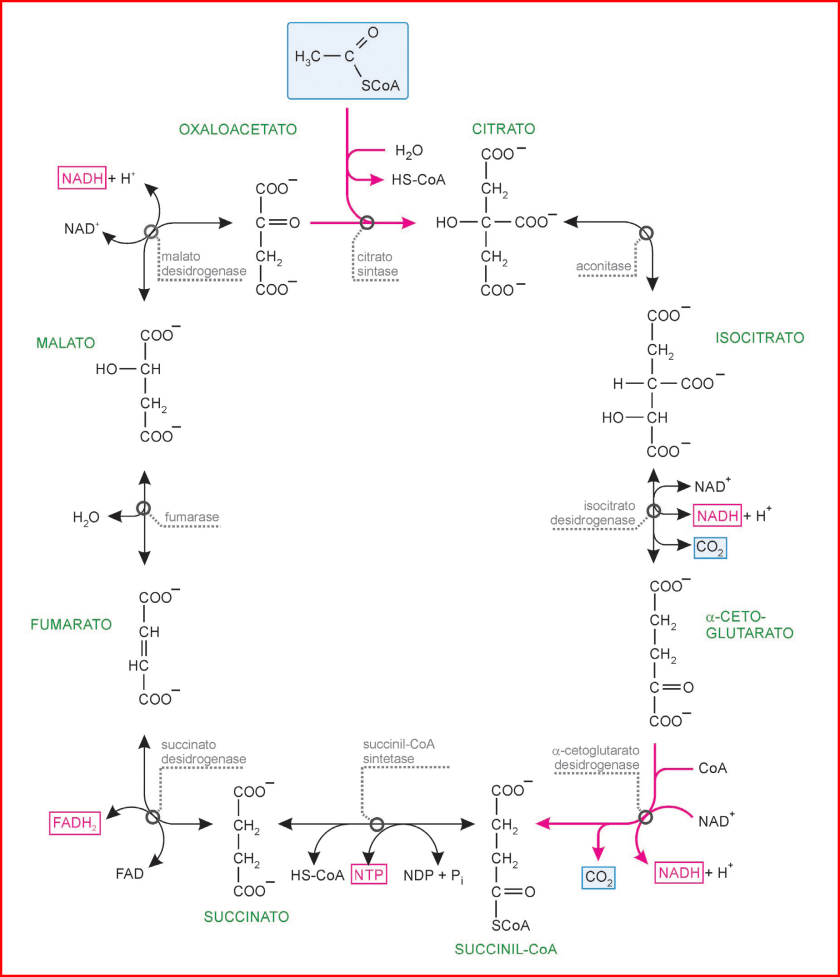 O
H₃C—C
SCoA
OXALOACETATO
CITRATO
H₂O
HS-CoA
NADH + H⁺
NAD⁺
malato
desidrogenase
COO⁻
C=O
CH₂
COO⁻
citrato
sintase
COO⁻
CH₂
HO—C—COO⁻
CH₂
COO⁻
aconitase
MALATO
COO⁻
HO—CH
CH₂
COO⁻
ISOCITRATO
COO⁻
CH₂
H—C—COO⁻
HO—CH
COO⁻
H₂O
fumarase
isocitrato
desidrogenase
NAD⁺
NADH + H⁺
CO₂
FUMARATO
COO⁻
CH
HC
COO⁻
α-CETO-
GLUTARATO
COO⁻
CH₂
CH₂
C=O
COO⁻
succinato
desidrogenase
FADH₂
FAD
succinil-CoA
sintetase
α-cetoglutarato
desidrogenase
CoA
NAD⁺
NADH + H⁺
CO₂
COO⁻
CH₂
CH₂
COO⁻
SUCCINATO
HS-CoA
NTP
NDP + Pᵢ
COO⁻
CH₂
CH₂
C=O
SCoA
SUCCINIL-CoA